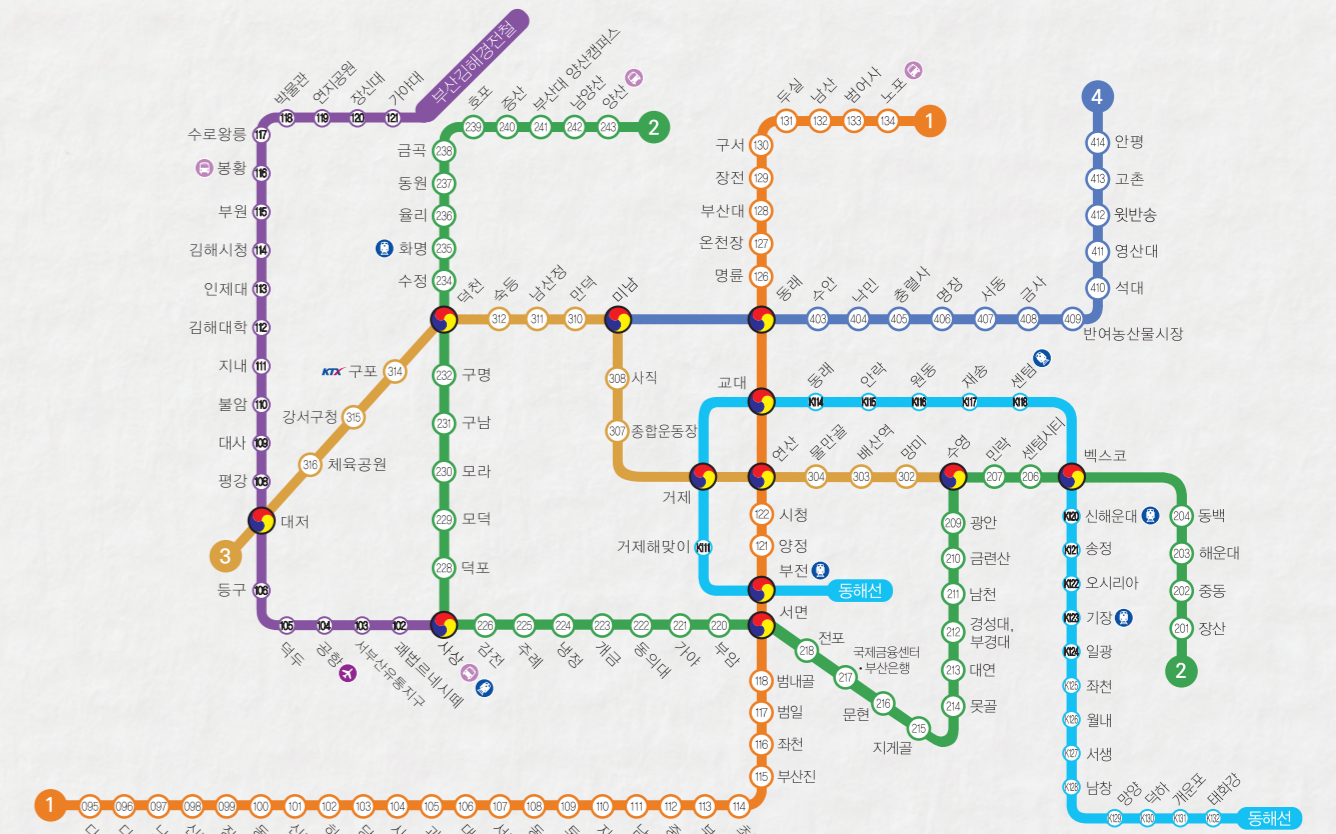 부산김해경전철
박물관
118
연지공원
119
장신대
120
가야대
121
수로왕릉 117
봉황 116
부원 115
김해시청 114
인제대 113
김해대학 112
지내 111
불암 110
대사 109
평강 108
대저
3
등구 106
105
덕두
104
공항
103
서부산유통지구
102
괘법르네시떼
사상
호포
239
증산
240
부산대 양산캠퍼스
241
남양산
242
양산
243
2
금곡 238
동원 237
율리 236
화명 235
수정 234
덕천
숙등
312
남산정
311
만덕
310
미남
KTX 구포 314
강서구청 315
316 체육공원
232 구명
231 구남
230 모라
229 모덕
228 덕포
308 사직
307 종합운동장
거제
거제해맞이 K111
두실
131
남산
132
범어사
133
노포
134
1
구서 130
장전 129
부산대 128
온천장 127
명륜 126
동래
수안
403
낙민
404
충렬사
405
명장
406
서동
407
금사
408
409
반여농산물시장
4
414 안평
413 고촌
412 윗반송
411 영산대
410 석대
교대
동래
K114
안락
K115
원동
K116
재송
K117
센텀
K118
연산
물만골
304
배산역
303
망미
302
수영
민락
207
센텀시티
206
벡스코
122 시청
121 양정
부전
동해선
서면
226
감전
225
주례
224
냉정
223
개금
222
동의대
221
가야
220
부암
전포
218
국제금융센터
·부산은행
217
문현
216
지게골
215
209 광안
210 금련산
211 남천
212 경성대,
부경대
213 대연
214 못골
K120 신해운대
K121 송정
K122 오시리아
K123 기장
K124 일광
K125 좌천
K126 월내
K127 서생
K128 남창
망양
K129
덕하
K130
개운포
K131
태화강
K132
동해선
204 동백
203 해운대
202 중동
201 장산
2
118 범내골
117 범일
116 좌천
115 부산진
1
095 096 097 098 099 100 101 102 103 104 105 106 107 108 109 110 111 112 113 114